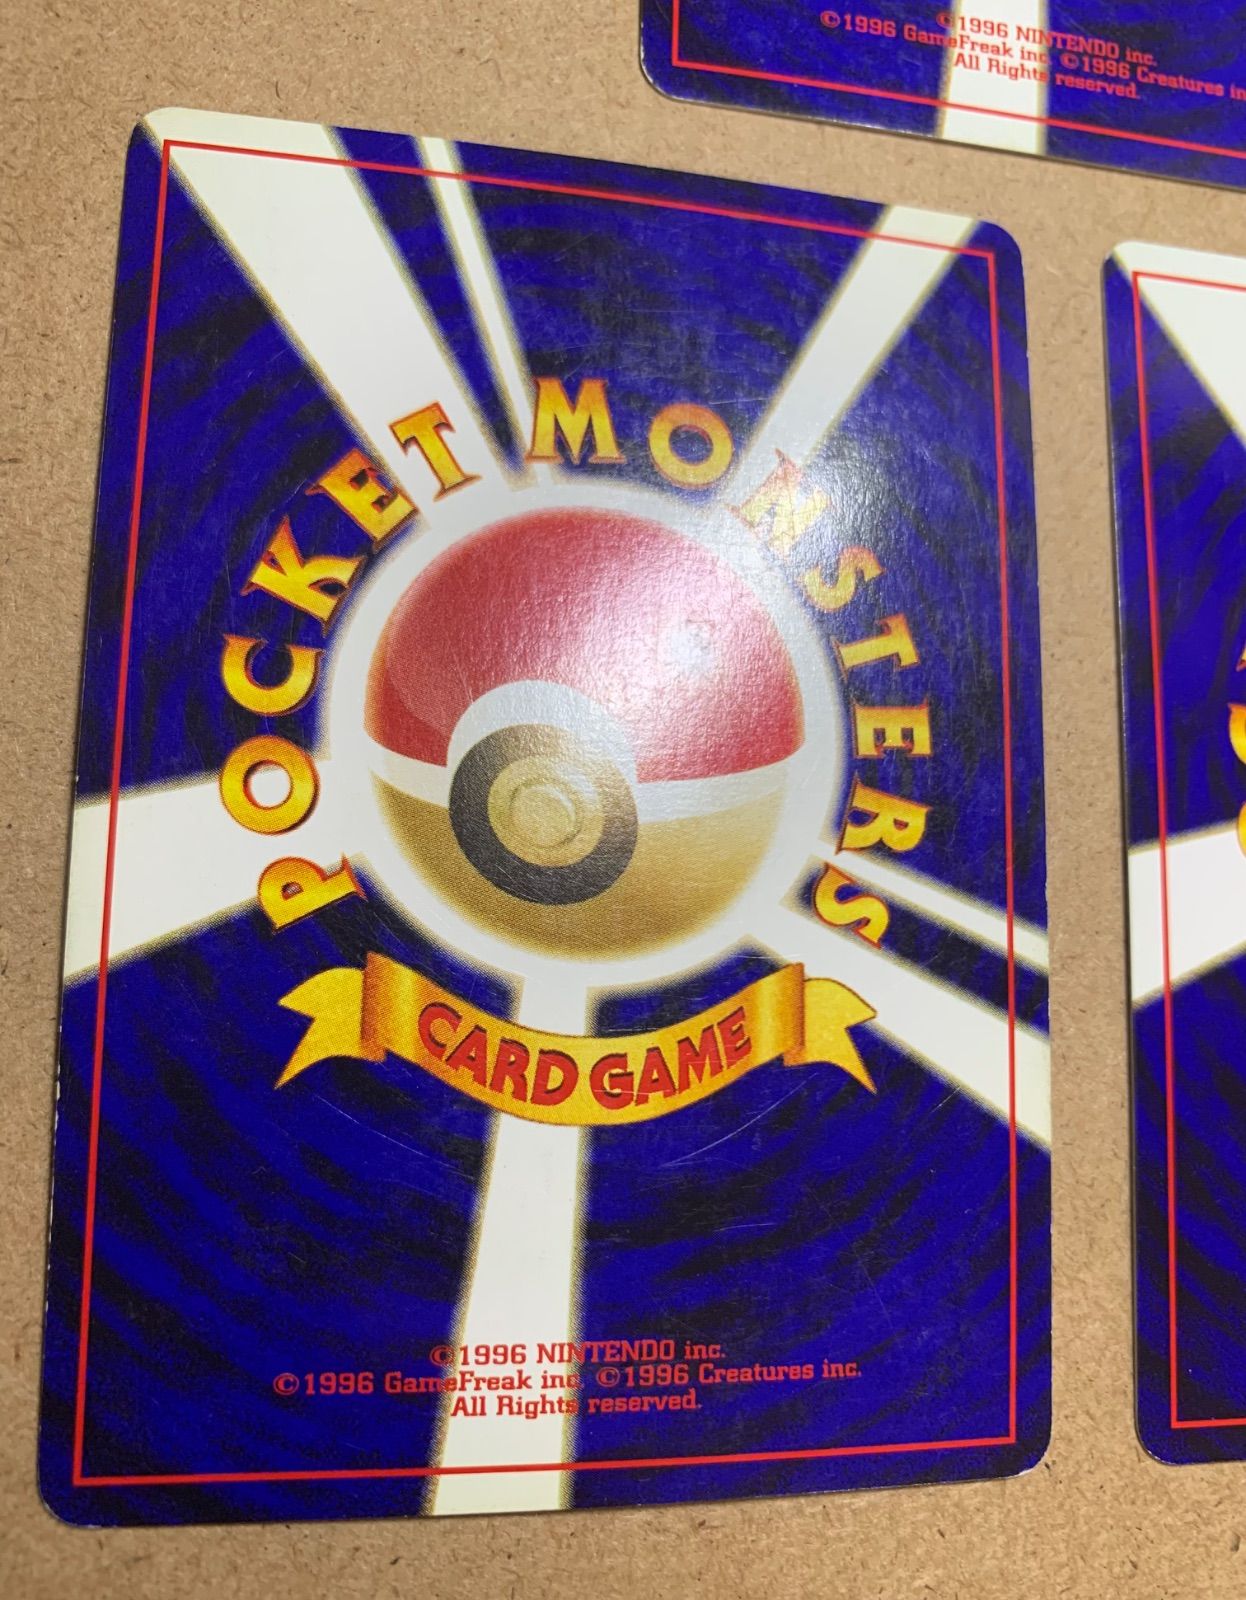 ©1996 NINTENDO inc.
©1996 GameFreak inc. ©1996 Creatures in
All Rights reserved.
POCKET MONSTERS
CARD GAME
©1996 NINTENDO inc.
©1996 GameFreak inc. ©1996 Creatures inc.
All Rights reserved.